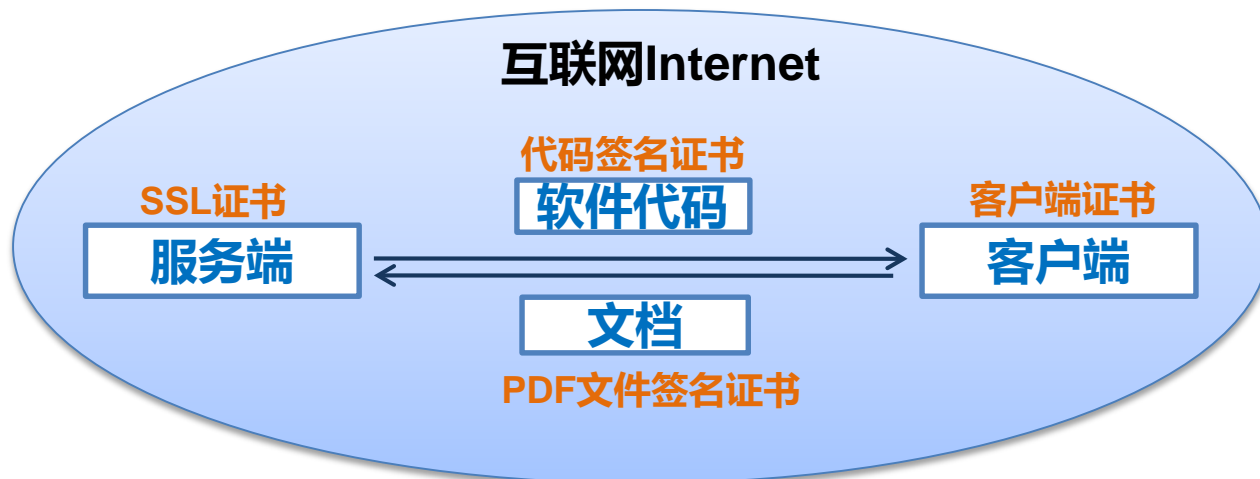 互联网Internet
代码签名证书
软件代码
SSL证书
服务端
客户端证书
客户端
文档
PDF文件签名证书